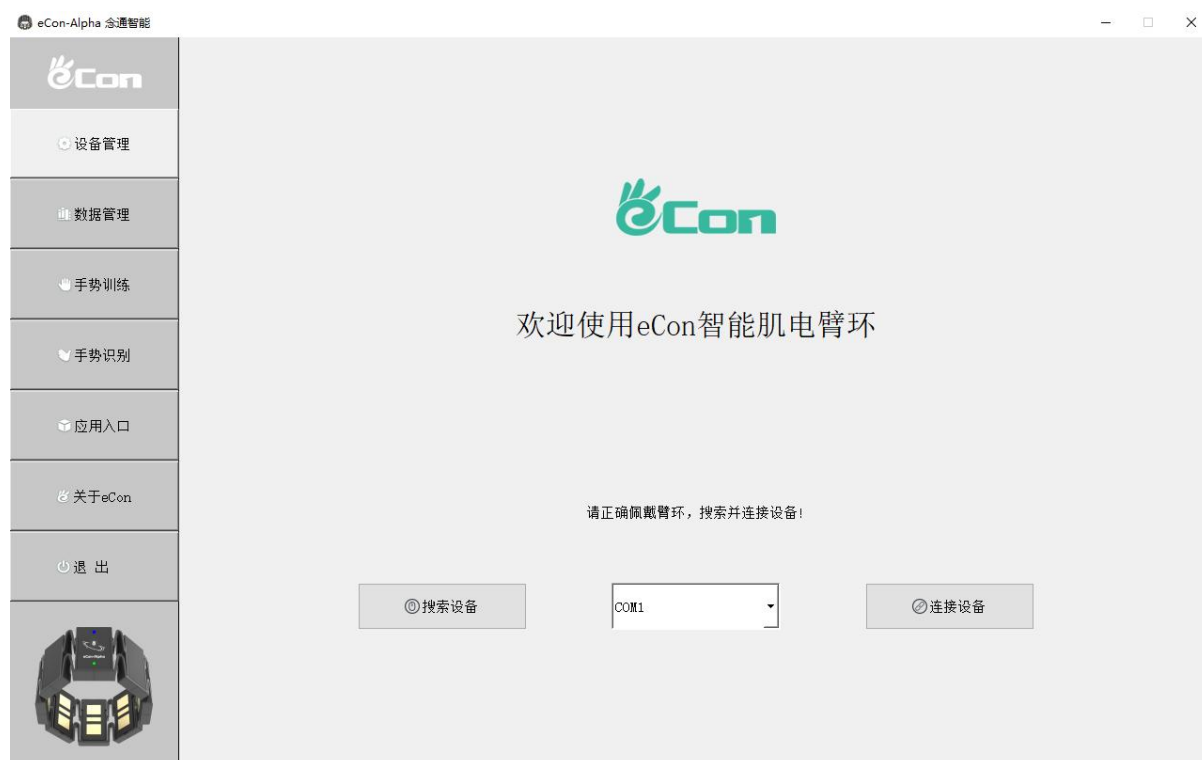 eCon-Alpha 念通智能
eCon
设备管理
数据管理
手势训练
手势识别
应用入口
关于eCon
退 出
eCon
欢迎使用eCon智能肌电臂环
请正确佩戴臂环，搜索并连接设备!
搜索设备
COM1
连接设备
eCon-Alpha